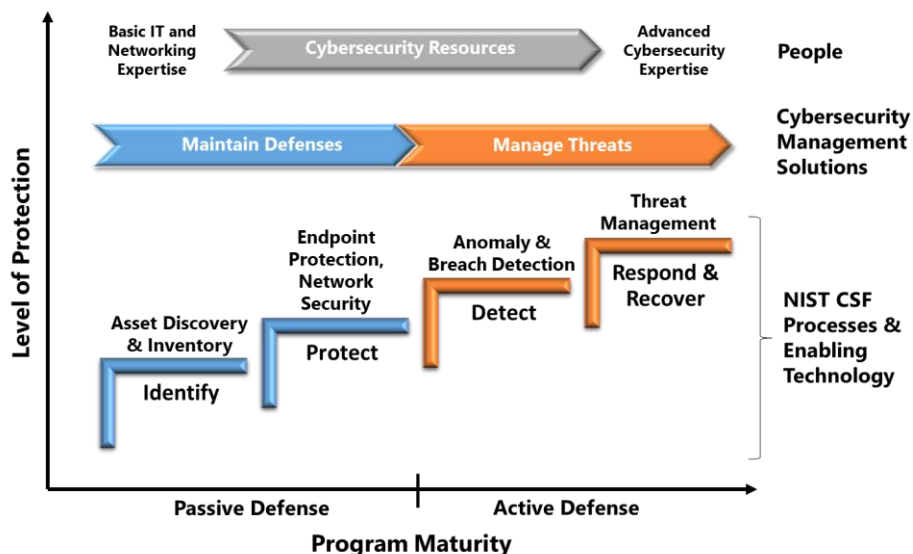 Basic IT and
Networking
Expertise
Cybersecurity Resources
Advanced
Cybersecurity
Expertise
People
Maintain Defenses
Manage Threats
Cybersecurity
Management
Solutions
Level of Protection
Asset Discovery
& Inventory
Identify
Endpoint
Protection,
Network
Security
Protect
Anomaly &
Breach Detection
Detect
Threat
Management
Respond &
Recover
NIST CSF
Processes &
Enabling
Technology
Passive Defense
Active Defense
Program Maturity